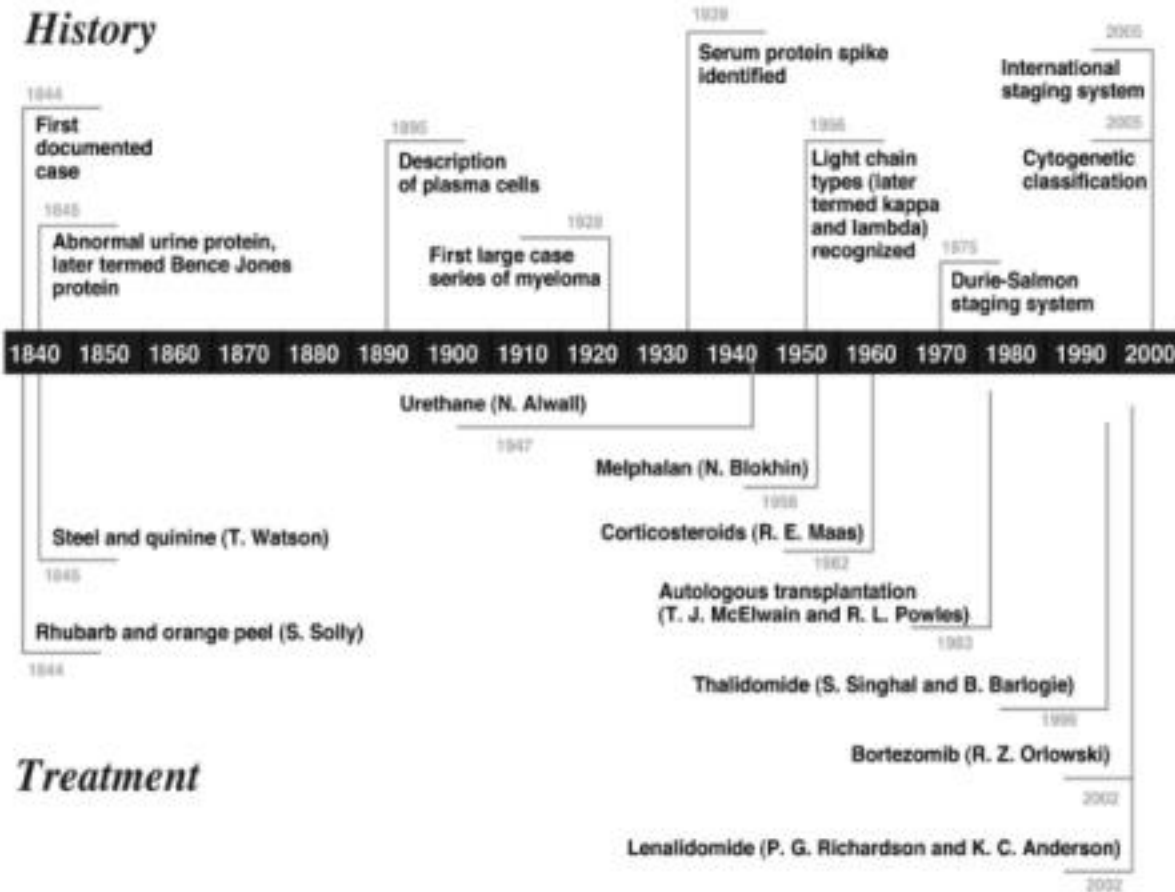 History
1844
First
documented
case
1845
Abnormal urine protein,
later termed Bence Jones
protein
1895
Description
of plasma cells
1928
First large case
series of myeloma
1939
Serum protein spike
identified
1956
Light chain
types (later
termed kappa
and lambda)
recognized
1975
Durie-Salmon
staging system
2005
International
staging system
2005
Cytogenetic
classification
1840 1850 1860 1870 1880 1890 1900 1910 1920 1930 1940 1950 1960 1970 1980 1990 2000
Urethane (N. Alwall)
1947
Melphalan (N. Blokhin)
1958
Corticosteroids (R. E. Maas)
1962
Autologous transplantation
(T. J. McElwain and R. L. Powles)
1983
Thalidomide (S. Singhal and B. Barlogie)
Bortezomib (R. Z. Orlowski)
2002
Lenalidomide (P. G. Richardson and K. C. Anderson)
2002
Steel and quinine (T. Watson)
1845
Rhubarb and orange peel (S. Solly)
1844
Treatment